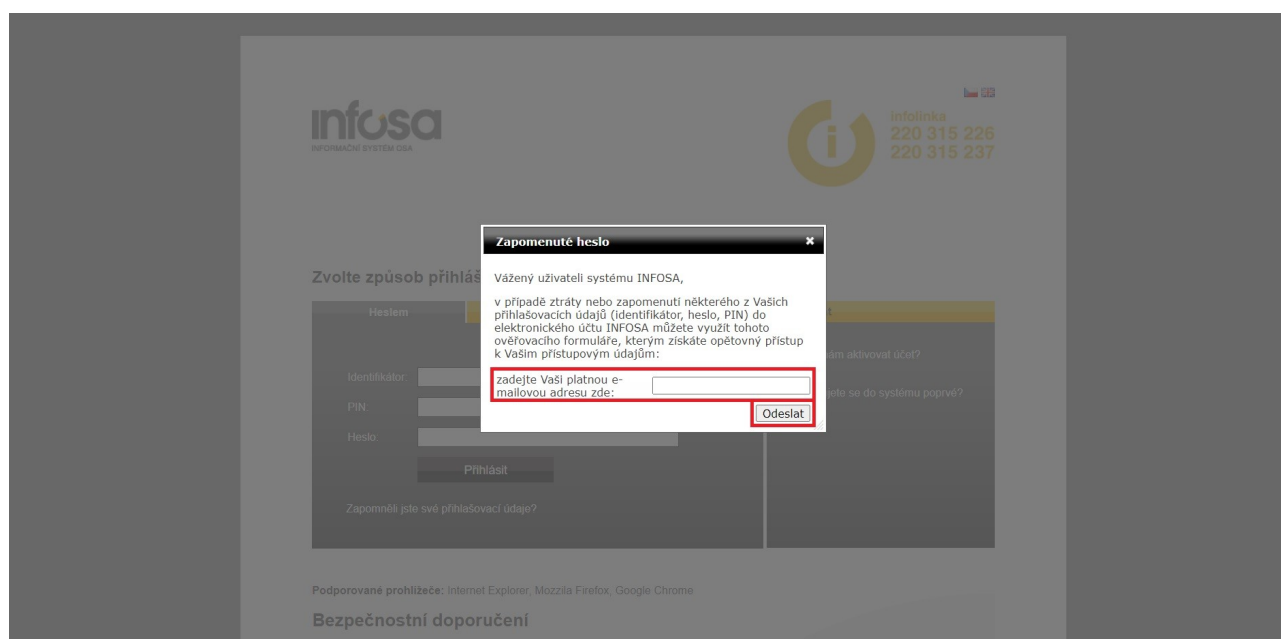 infosa
INFORMAČNÍ SYSTÉM GSA
infolinka
220 315 226
220 315 237
Zvolte způsob přihláš
Heslem
Identifikátor:
PIN:
Heslo:
Přihlásit
Zapomněli jste své přihlašovací údaje?
Zapomenuté heslo
Vážený uživateli systému INFOSA,
v případě ztráty nebo zapomenutí některého z Vašich
přihlašovacích údajů (identifikátor, heslo, PIN) do
elektronického účtu INFOSA můžete využít tohoto
ověřovacího formuláře, kterým získáte opětovný přístup
k Vašim přístupovým údajům:
zadejte Vaši platnou e-
mailovou adresu zde:
Odeslat
aktivovat účet?
se do systému poprvé?
Podporované prohlížeče: Internet Explorer, Mozzila Firefox, Google Chrome
Bezpečnostní doporučení